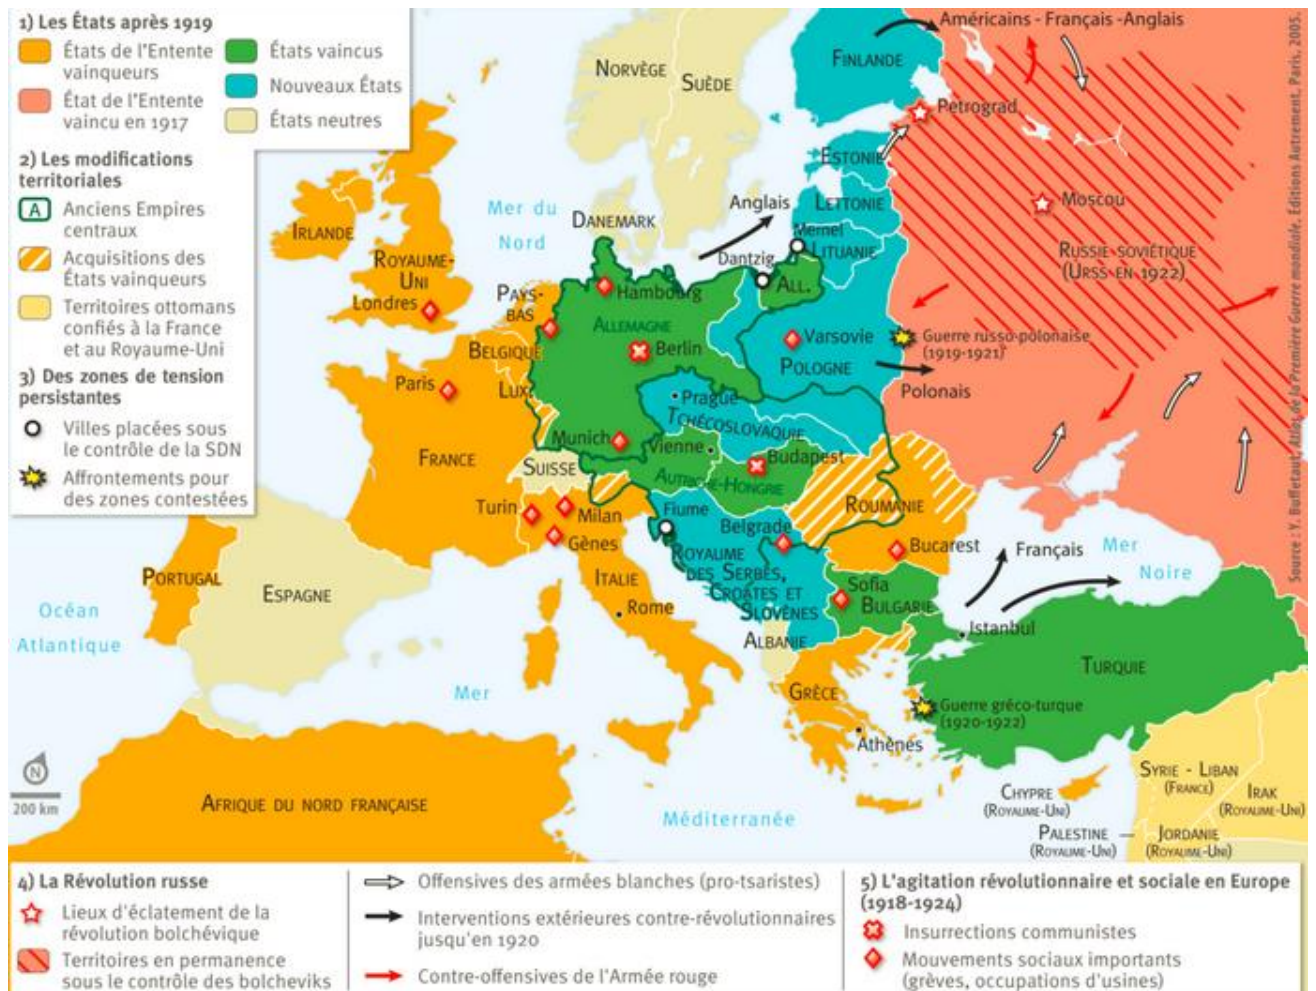 1) Les États après 1919
États de l'Entente
vainqueurs
État de l'Entente
vaincu en 1917
États vaincus
Nouveaux États
États neutres
2) Les modifications
territoriales
A
Anciens Empires
centraux
Acquisitions des
États vainqueurs
Territoires ottomans
confiés à la France
et au Royaume-Uni
3) Des zones de tension
persistantes
Villes placées sous
le contrôle de la SDN
Affrontements pour
des zones contestées
Américains - Français -Anglais
FINLANDE
NORVÈGE
SUÈDE
Petrograd
ESTONIE
LETTONIE
Moscou
Anglais
Mer du
Nord
DANEMARK
IRLANDE
ROYAUME-
UNI
Memel
LITUANIE
RUSSIE SOVIÉTIQUE
(URSS EN 1922)
Dantzig
ALL.
Londres
PAYS-
BAS
Hambourg
ALLEMAGNE
Berlin
Varsovie
Guerre russo-polonaise
(1919-1921)
BELGIQUE
POLOGNE
Polonais
Paris
LUX.
Prague
TCHÉCOSLOVAQUIE
Munich
Vienne
Budapest
FRANCE
SUISSE
AUTRICHE-HONGRIE
Turin
Milan
Fiume
Belgrade
ROUMANIE
Gènes
Bucarest
Français
Mer
Noire
PORTUGAL
ESPAGNE
ITALIE
ROYAUME
DES SERBES,
CROATES ET
SLOVÈNES
Sofia
BULGARIE
Océan
Atlantique
Rome
ALBANIE
Istanbul
TURQUIE
Mer
GRÈCE
Guerre gréco-turque
(1920-1922)
Athènes
N
200 km
AFRIQUE DU NORD FRANÇAISE
Méditerranée
CHYPRE
(ROYAUME-UNI)
SYRIE - LIBAN
(FRANCE)
IRAK
(ROYAUME-UNI)
PALESTINE
(ROYAUME-UNI)
JORDANIE
(ROYAUME-UNI)
Source : Y. Buffetaut, Atlas de la Première Guerre mondiale, Editions Autrement, Paris, 2005.
4) La Révolution russe
Lieux d'éclatement de la
révolution bolchévique
Territoires en permanence
sous le contrôle des bolcheviks
Offensives des armées blanches (pro-tsaristes)
Interventions extérieures contre-révolutionnaires
jusqu'en 1920
Contre-offensives de l'Armée rouge
5) L'agitation révolutionnaire et sociale en Europe
(1918-1924)
Insurrections communistes
Mouvements sociaux importants
(grèves, occupations d'usines)